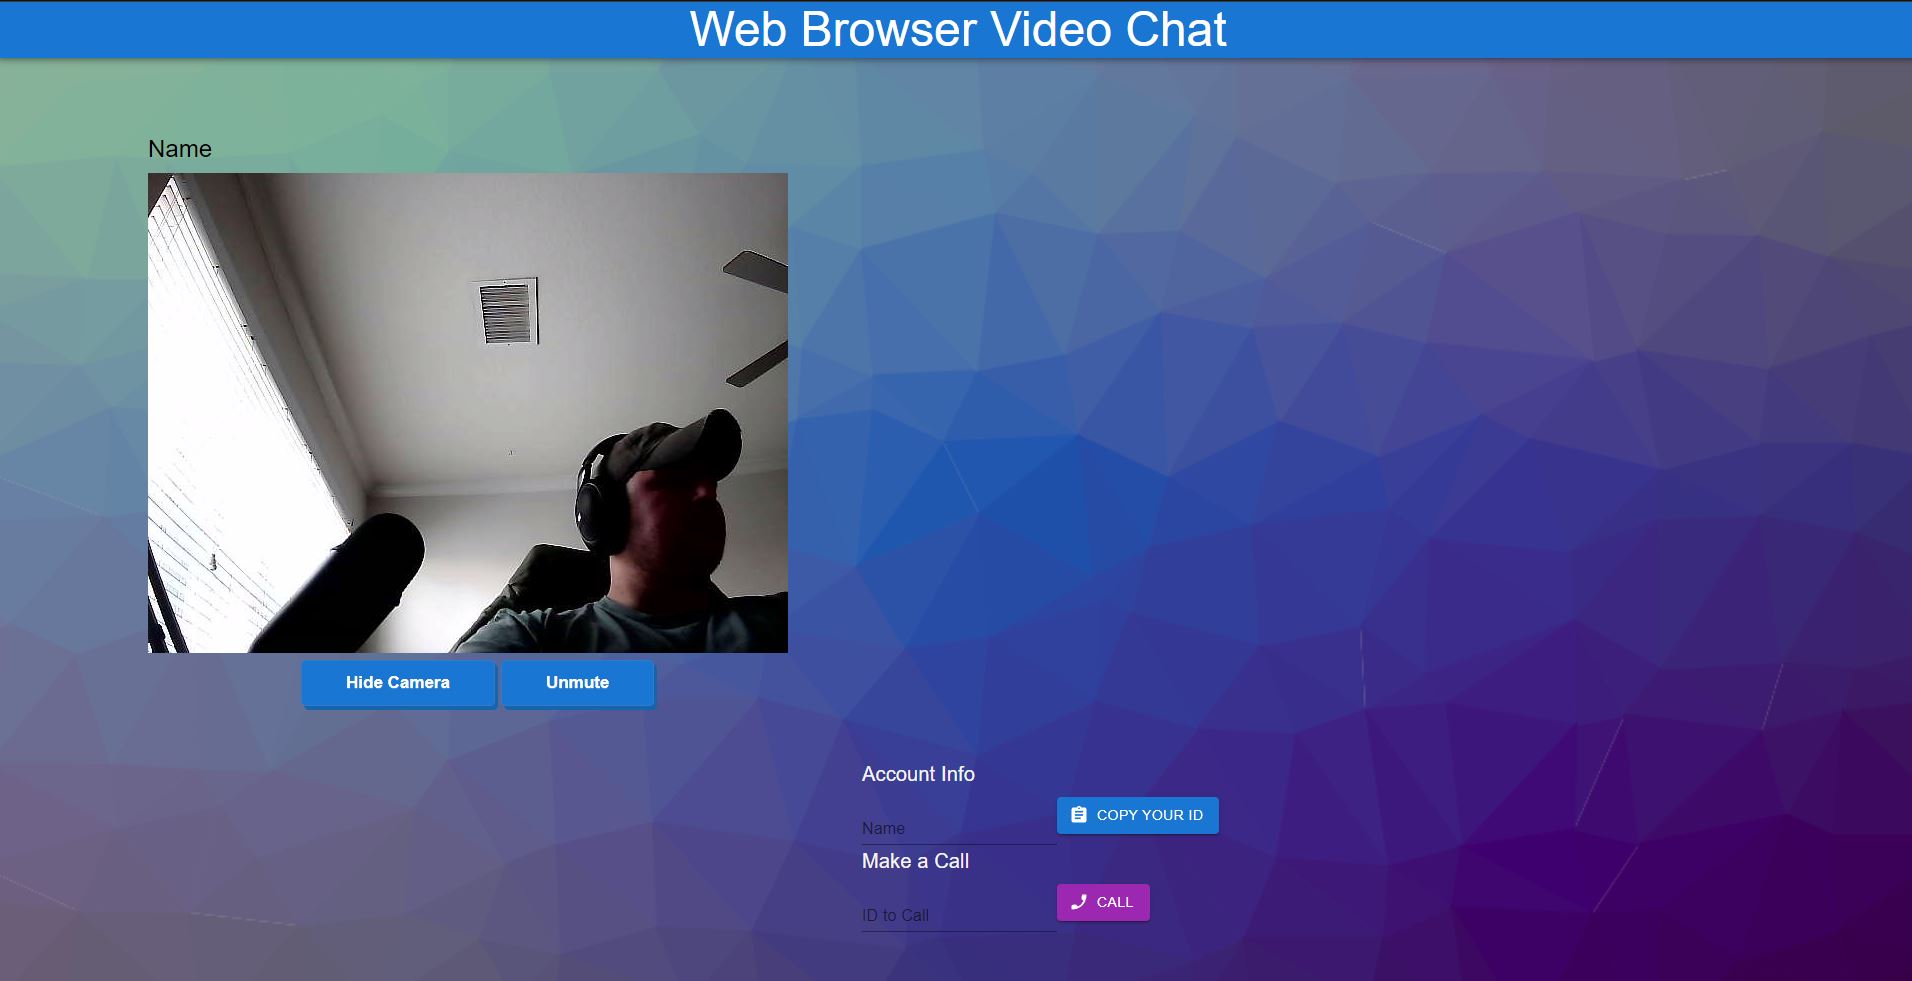 Web Browser Video Chat
Name
Hide Camera
Unmute
Account Info
Name
COPY YOUR ID
Make a Call
ID to Call
CALL